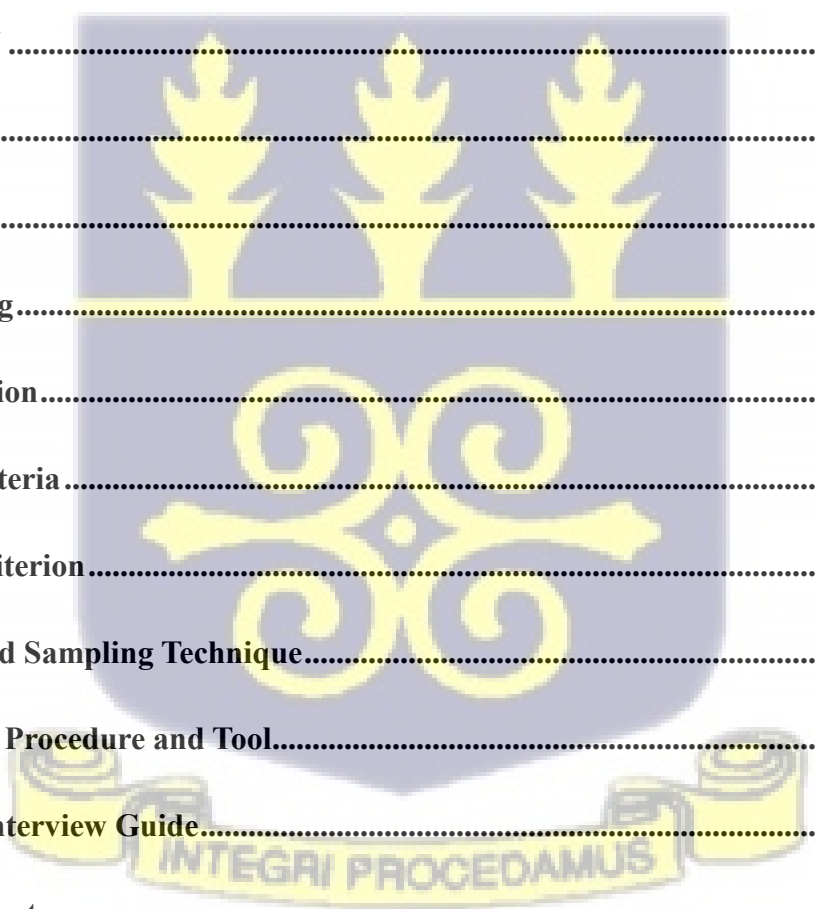 ....................................................................
....................................................................
....................................................................
g....................................................................
ion....................................................................
teria....................................................................
iterion....................................................................
d Sampling Technique....................................................................
Procedure and Tool....................................................................
nterview Guide....................................................................
INTEGRI PROCEDAMUS